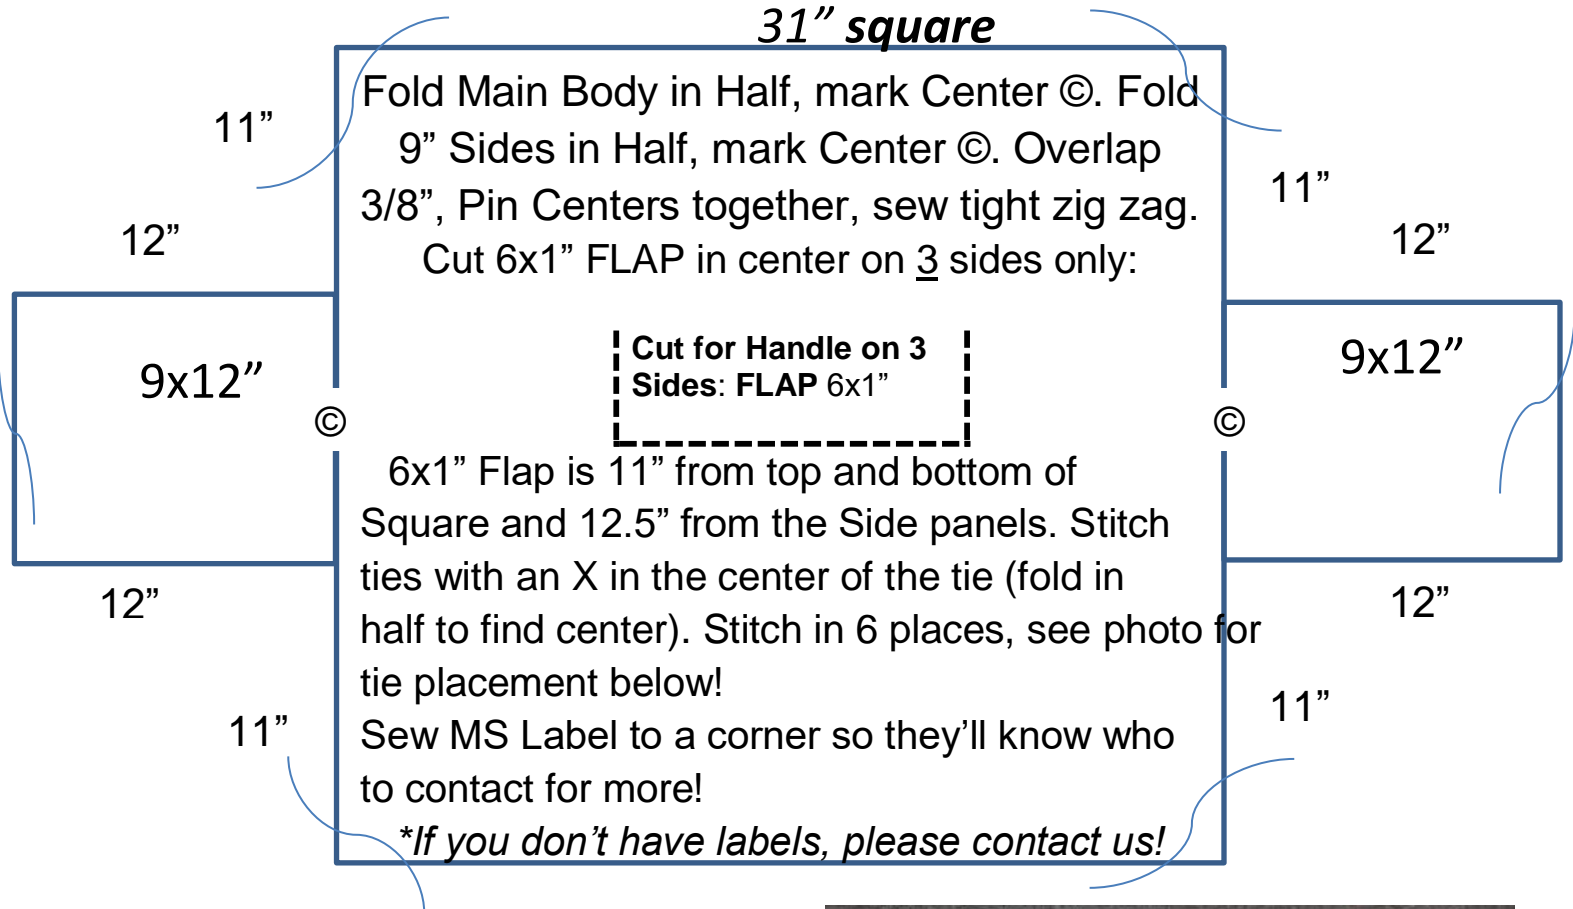 31” square
Fold Main Body in Half, mark Center ©. Fold
9” Sides in Half, mark Center ©. Overlap
3/8”, Pin Centers together, sew tight zig zag.
Cut 6x1” FLAP in center on 3 sides only:
11”
11”
12”
12”
9x12”
9x12”
Cut for Handle on 3
Sides: FLAP 6x1”
©
©
6x1” Flap is 11” from top and bottom of
Square and 12.5” from the Side panels. Stitch
ties with an X in the center of the tie (fold in
half to find center). Stitch in 6 places, see photo for
tie placement below!
Sew MS Label to a corner so they’ll know who
to contact for more!
*If you don’t have labels, please contact us!
12”
12”
11”
11”